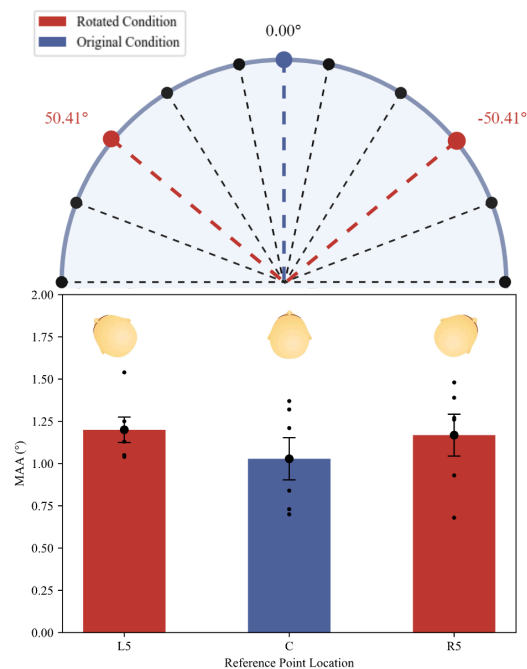 Rotated Condition
Original Condition
0.00°
50.41°
-50.41°
2.00
1.75
1.50
1.25
1.00
0.75
0.50
0.25
0.00
MAA (°)
L5
C
R5
Reference Point Location